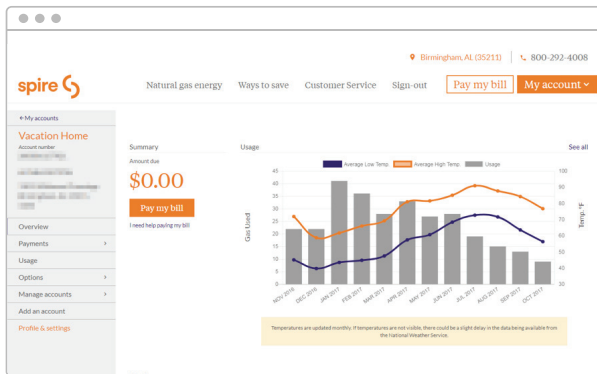 Birmingham, AL (35211)
800-292-4008
spire
Natural gas energy
Ways to save
Customer Service
Sign-out
Pay my bill
My account
My accounts
Vacation Home
Account number
Summary
Amount due
$0.00
Pay my bill
I need help paying my bill
Overview
Payments
Usage
Options
Manage accounts
Add an account
Profile & settings
Usage
See all
Average Low Temp
Average High Temp
Usage
45
40
35
30
25
20
15
10
5
0
Gas Used
100
90
80
70
60
50
40
30
Temp. °F
NOV 2016
DEC 2016
JAN 2017
FEB 2017
MAR 2017
APR 2017
MAY 2017
JUN 2017
JUL 2017
AUG 2017
SEP 2017
OCT 2017
Temperatures are updated monthly. If temperatures are not visible, there could be a slight delay in the data being available from
the National Weather Service.